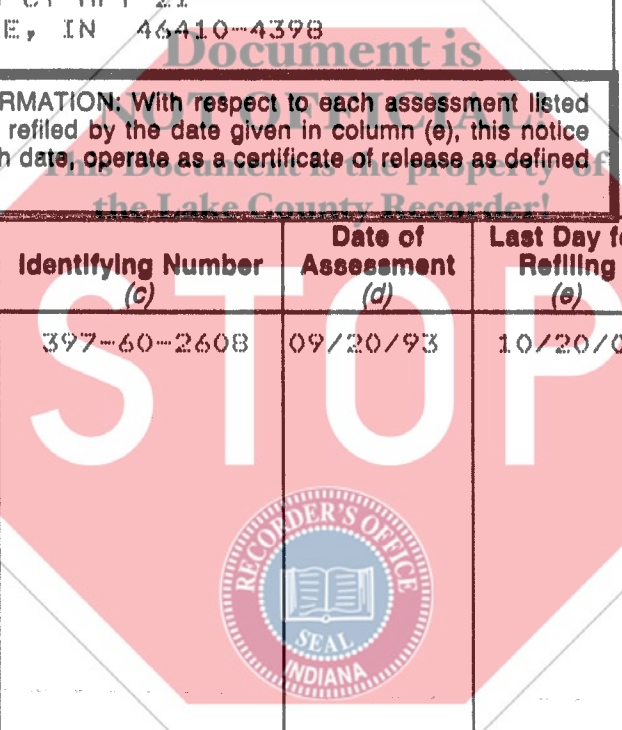 E, IN 46410-4398
Document is
NOT OFFICIAL!
RMATION: With respect to each assessment listed
refiled by the date given in column (e), this notice
h date, operate as a certificate of release as defined
This Document is the property of
the Lake County Recorder!
Identifying Number
(c)
Date of
Assessment
(d)
Last Day fo
Refiling
(e)
397-60-2608 09/20/93 10/20/0
STOP
RECORDER'S OFFICE
SEAL
INDIANA